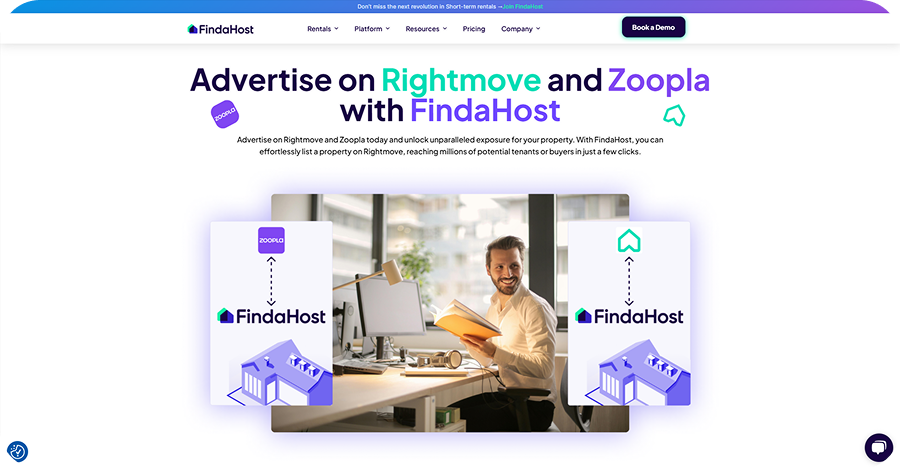 Don't miss the next revolution in Short-term rentals →Join FindaHost
FindaHost
Rentals
Platform
Resources
Pricing
Company
Book a Demo
Advertise on Rightmove and Zoopla
with FindaHost
ZOOPLA
Advertise on Rightmove and Zoopla today and unlock unparalleled exposure for your property. With FindaHost, you can
effortlessly list a property on Rightmove, reaching millions of potential tenants or buyers in just a few clicks.
ZOOPLA
FindaHost
FindaHost